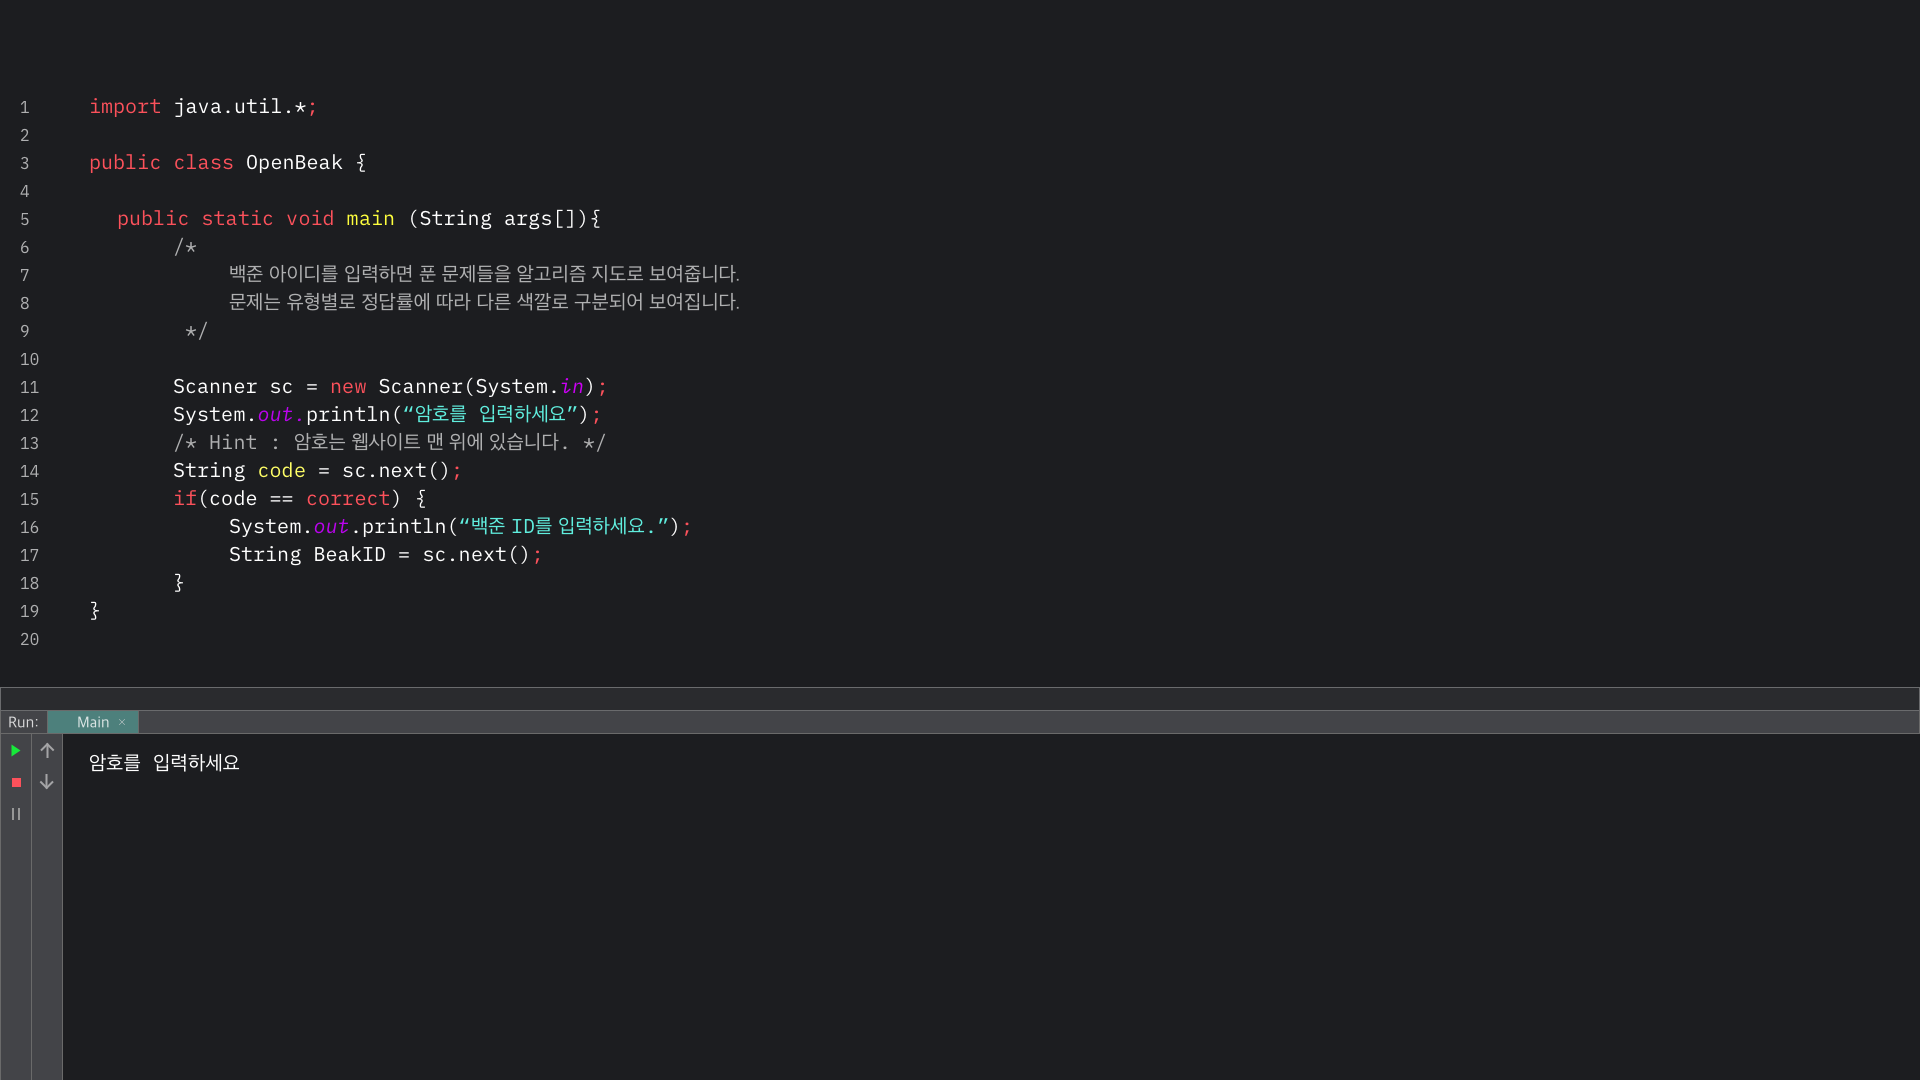 1 import java.util.*;
2
3 public class OpenBeak {
4
5 public static void main (String args[]){
6 /*
7 백준 아이디를 입력하면 푼 문제들을 알고리즘 지도로 보여줍니다.
8 문제는 유형별로 정답률에 따라 다른 색깔로 구분되어 보여집니다.
9 */
10
11 Scanner sc = new Scanner(System.in);
12 System.out.println(“암호를 입력하세요”);
13 /* Hint : 암호는 웹사이트 맨 위에 있습니다. */
14 String code = sc.next();
15 if(code == correct) {
16 System.out.println(“백준 ID를 입력하세요.”);
17 String BeakID = sc.next();
18 }
19 }
20
Run: Main ×
암호를 입력하세요